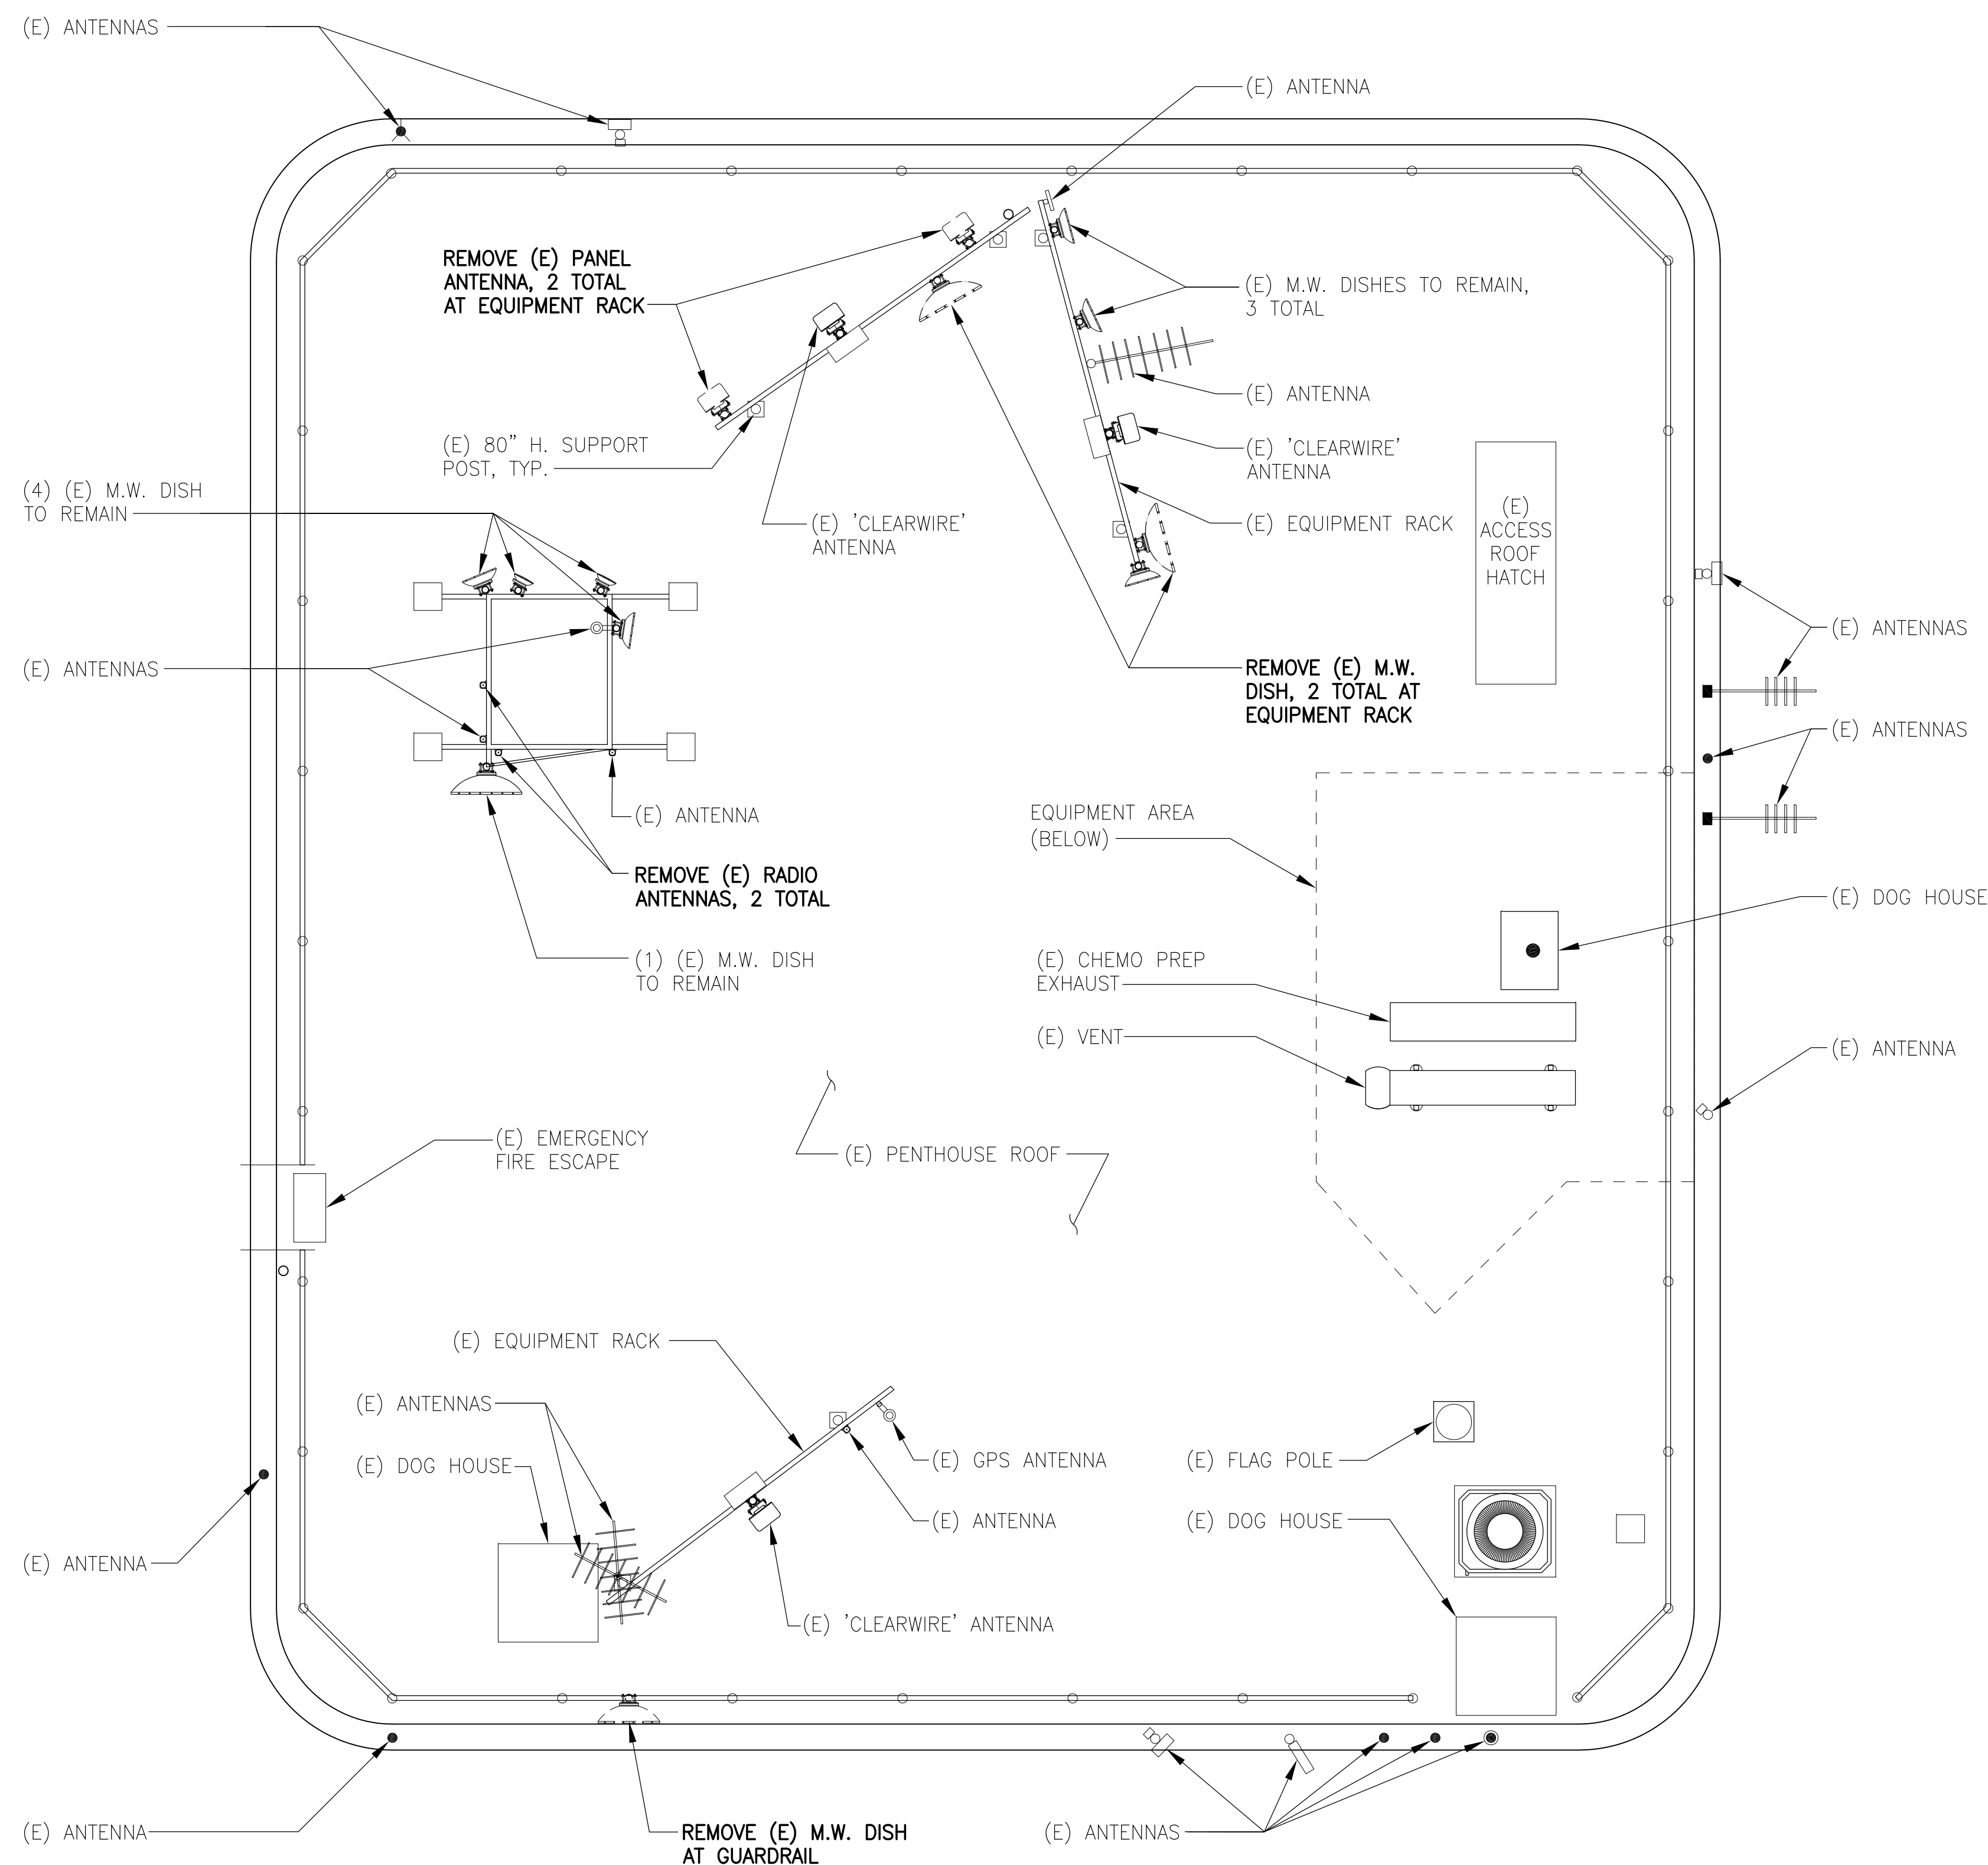 (E) ANTENNAS
(E) ANTENNA
REMOVE (E) PANEL
ANTENNA, 2 TOTAL
AT EQUIPMENT RACK
(E) M.W. DISHES TO REMAIN,
3 TOTAL
(E) ANTENNA
(E) 80" H. SUPPORT
POST, TYP.
(E) 'CLEARWIRE'
ANTENNA
(4) (E) M.W. DISH
TO REMAIN
(E) 'CLEARWIRE'
ANTENNA
(E) EQUIPMENT RACK
(E)
ACCESS
ROOF
HATCH
(E) ANTENNAS
(E) ANTENNAS
REMOVE (E) M.W.
DISH, 2 TOTAL AT
EQUIPMENT RACK
(E) ANTENNAS
(E) ANTENNA
EQUIPMENT AREA
(BELOW)
REMOVE (E) RADIO
ANTENNAS, 2 TOTAL
(E) DOG HOUSE
(1) (E) M.W. DISH
TO REMAIN
(E) CHEMO PREP
EXHAUST
(E) VENT
(E) ANTENNA
(E) EMERGENCY
FIRE ESCAPE
(E) PENTHOUSE ROOF
(E) EQUIPMENT RACK
(E) ANTENNAS
(E) DOG HOUSE
(E) GPS ANTENNA
(E) FLAG POLE
(E) ANTENNA
(E) DOG HOUSE
(E) ANTENNA
(E) 'CLEARWIRE' ANTENNA
(E) ANTENNA
REMOVE (E) M.W. DISH
AT GUARDRAIL
(E) ANTENNAS